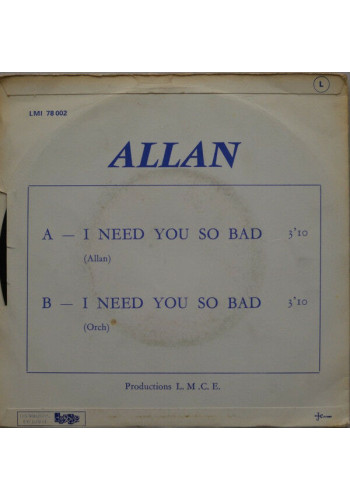 LMI 78 002
L
ALLAN
A — I NEED YOU SO BAD 3'10
(Allan)
B — I NEED YOU SO BAD 3'10
(Orch)
Productions L. M. C. E.